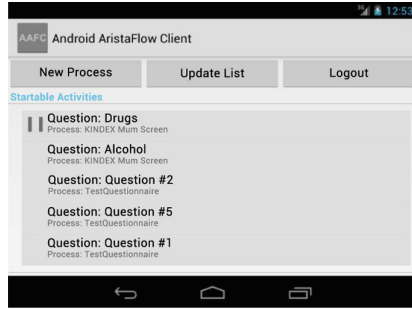 3G 12:53
AAFC Android AristaFlow Client
New Process Update List Logout
Startable Activities
Question: Drugs
Process: KINDEX Mum Screen
Question: Alcohol
Process: KINDEX Mum Screen
Question: Question #2
Process: TestQuestionnaire
Question: Question #5
Process: TestQuestionnaire
Question: Question #1
Process: TestQuestionnaire